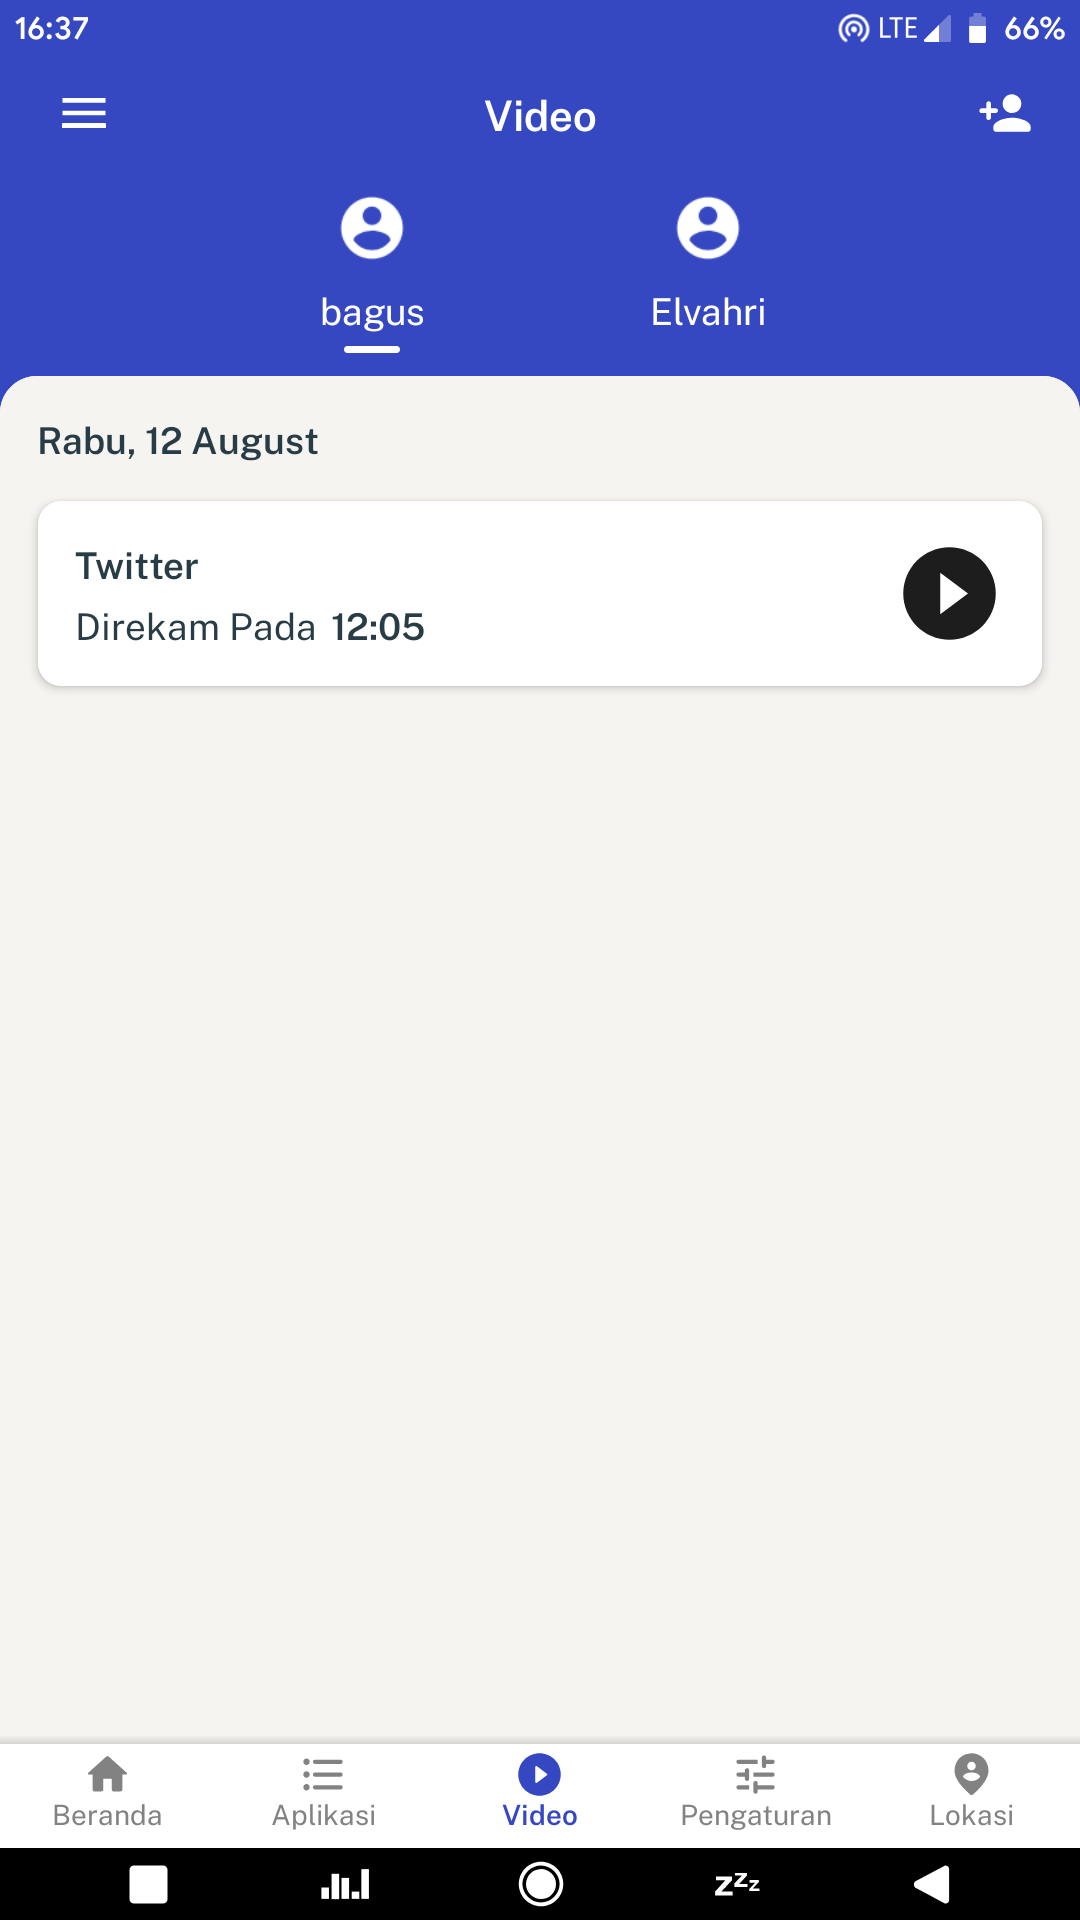 16:37 LTE 66%
Video
bagus Elvahri
Rabu, 12 August
Twitter
Direkam Pada 12:05
Beranda Aplikasi Video Pengaturan Lokasi
zzz